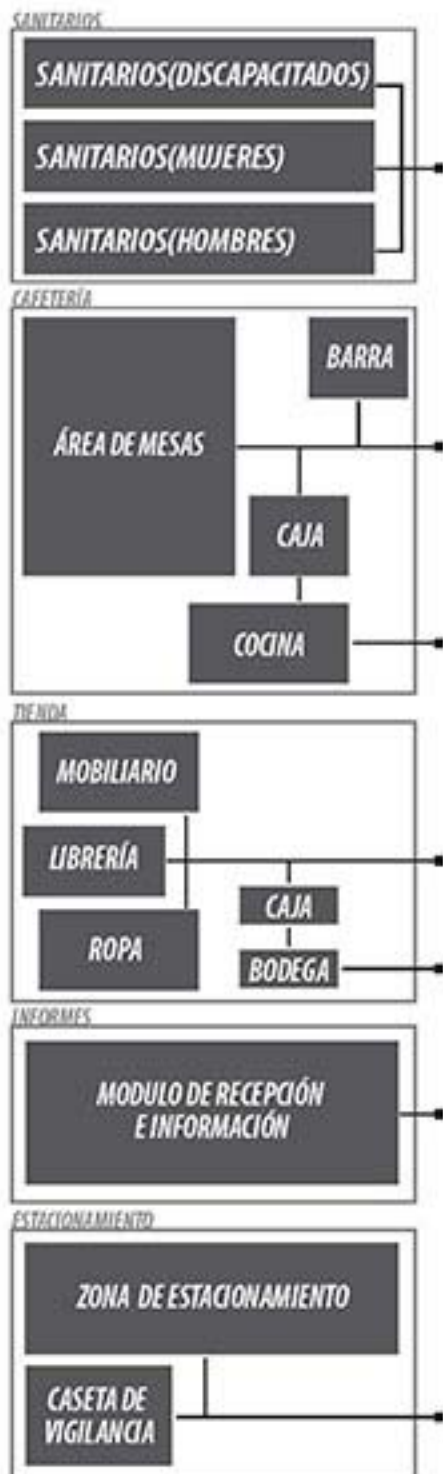 SANITARIOS
SANITARIOS(DISCAPACITADOS)
SANITARIOS(MUJERES)
SANITARIOS(HOMBRES)
CAFETERÍA
BARRA
ÁREA DE MESAS
CAJA
COCINA
TIENDA
MOBILIARIO
LIBRERÍA
CAJA
ROPA
BODEGA
INFORMES
MODULO DE RECEPCIÓN
E INFORMACIÓN
ESTACIONAMIENTO
ZONA DE ESTACIONAMIENTO
CASETA DE
VIGILANCIA